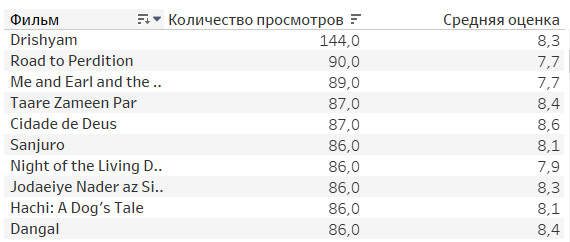 Фильм Количество просмотров Средняя оценка
Drishyam 144,0 8,3
Road to Perdition 90,0 7,7
Me and Earl and the .. 89,0 7,7
Taare Zameen Par 87,0 8,4
Cidade de Deus 87,0 8,6
Sanjuro 86,0 8,1
Night of the Living D.. 86,0 7,9
Jodaeiye Nader az Si.. 86,0 8,3
Hachi: A Dog’s Tale 86,0 8,1
Dangal 86,0 8,4